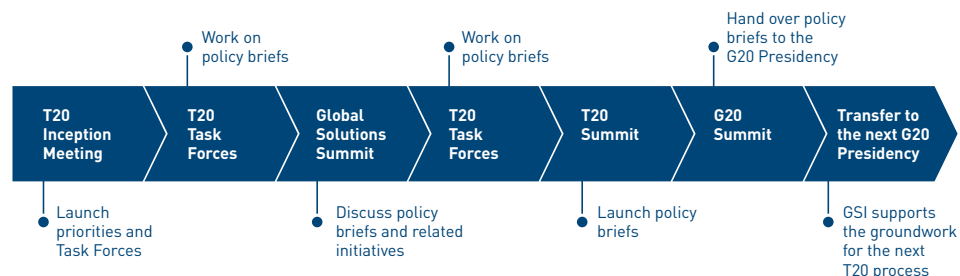 Work on
policy briefs
Work on
policy briefs
Hand over policy
briefs to the
G20 Presidency
T20
Inception
Meeting
T20
Task
Forces
Global
Solutions
Summit
T20
Task
Forces
T20
Summit
G20
Summit
Transfer to
the next G20
Presidency
Launch
priorities and
Task Forces
Discuss policy
briefs and related
initiatives
Launch policy
briefs
GSI supports
the groundwork
for the next
T20 process